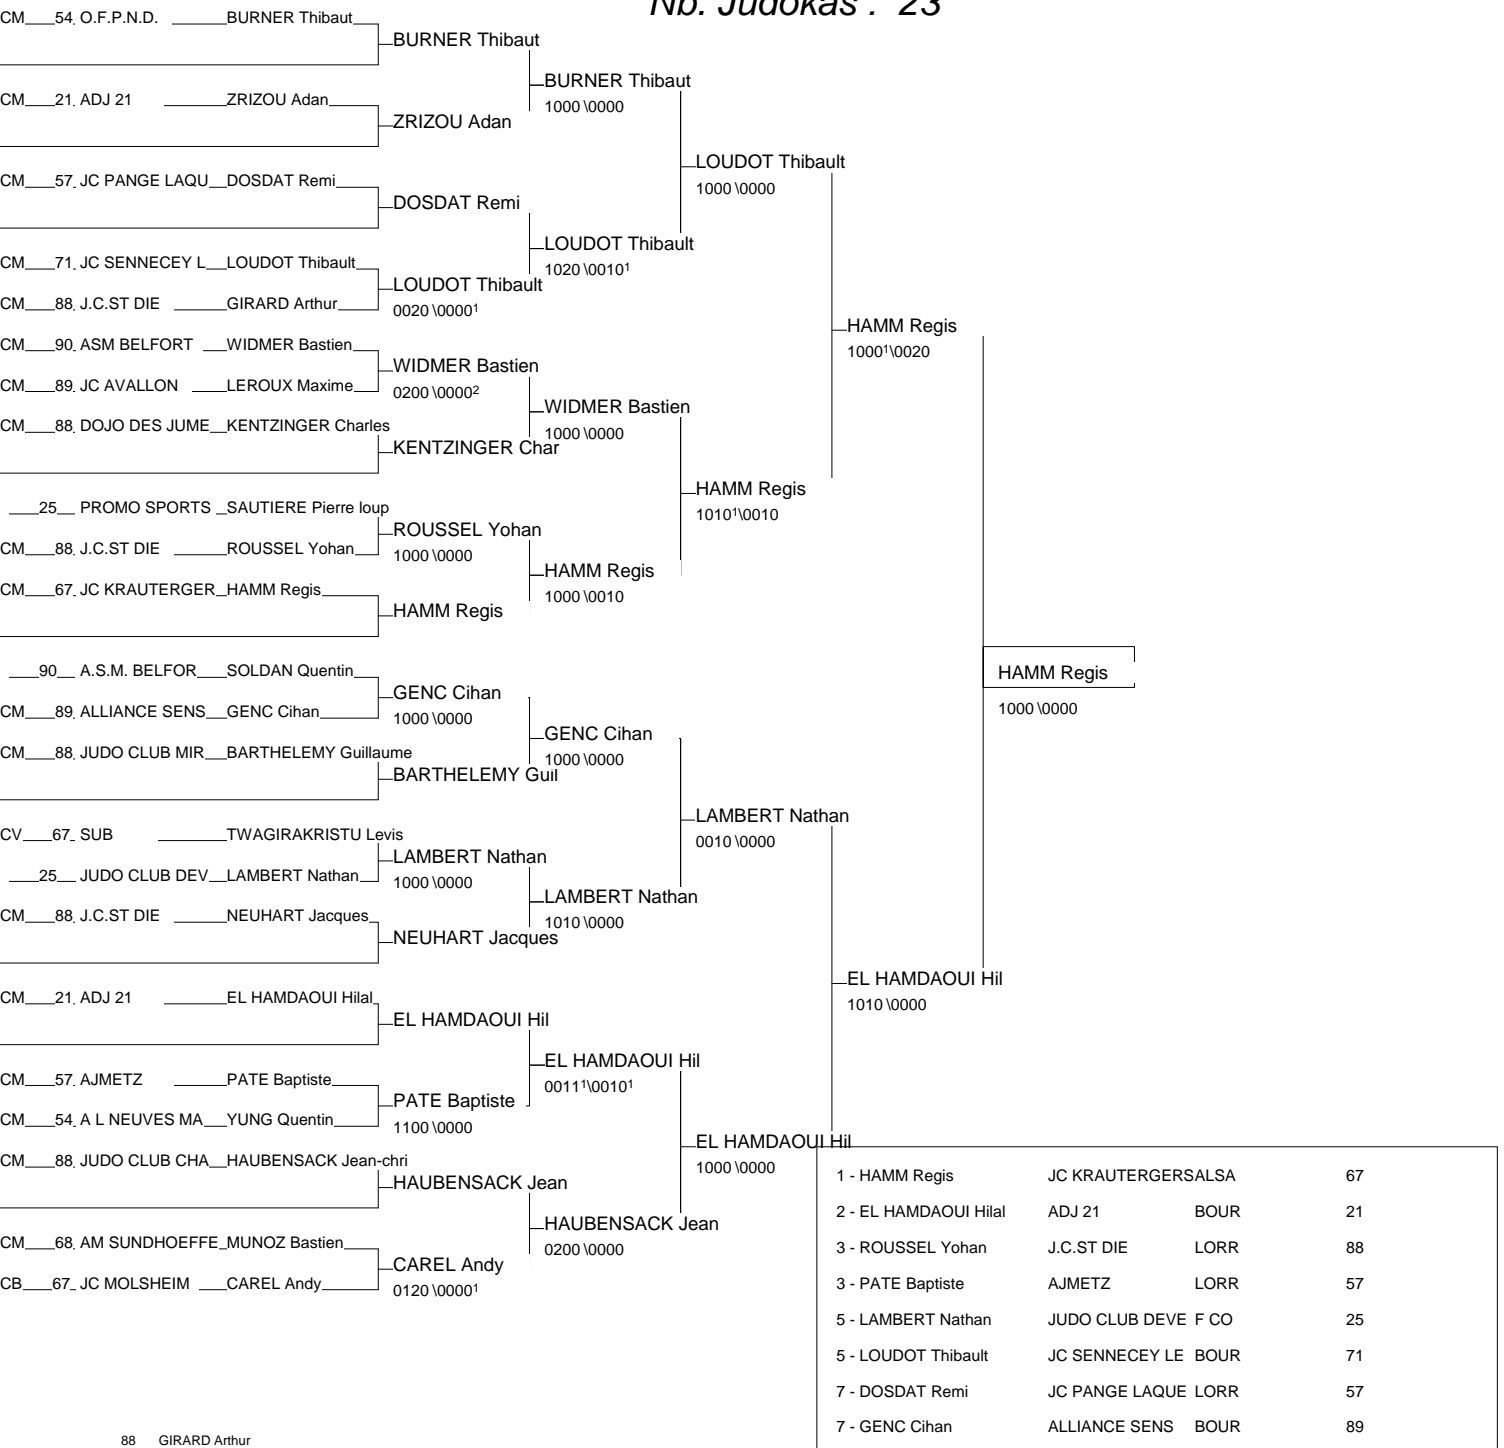 Nb. Judokas : 23
CM 54 O.F.P.N.D. BURNER Thibaut
BURNER Thibaut
BURNER Thibaut
1000 \0000
CM 21 ADJ 21 ZRIZOU Adan
ZRIZOU Adan
LOUDOT Thibault
1000 \0000
CM 57 JC PANGE LAQU DOSDAT Remi
DOSDAT Remi
LOUDOT Thibault
1020 \0010¹
CM 71 JC SENNECEY L LOUDOT Thibault
LOUDOT Thibault
0020 \0000¹
CM 88 J.C.ST DIE GIRARD Arthur
HAMM Regis
1000¹\0020
CM 90 ASM BELFORT WIDMER Bastien
WIDMER Bastien
0200 \0000²
CM 89 JC AVALLON LEROUX Maxime
WIDMER Bastien
1000 \0000
CM 88 DOJO DES JUME KENTZINGER Charles
KENTZINGER Char
HAMM Regis
1010¹\0010
25 PROMO SPORTS SAUTIERE Pierre loup
ROUSSEL Yohan
1000 \0000
CM 88 J.C.ST DIE ROUSSEL Yohan
HAMM Regis
1000 \0010
CM 67 JC KRAUTERGER HAMM Regis
HAMM Regis
HAMM Regis
1000 \0000
90 A.S.M. BELFOR SOLDAN Quentin
GENC Cihan
1000 \0000
CM 89 ALLIANCE SENS GENC Cihan
GENC Cihan
1000 \0000
CM 88 JUDO CLUB MIR BARTHELEMY Guillaume
BARTHELEMY Guil
LAMBERT Nathan
0010 \0000
CV 67 SUB TWAGIRAKRISTU Levis
LAMBERT Nathan
1000 \0000
25 JUDO CLUB DEV LAMBERT Nathan
LAMBERT Nathan
1010 \0000
CM 88 J.C.ST DIE NEUHART Jacques
NEUHART Jacques
EL HAMDAOUI Hil
1010 \0000
CM 21 ADJ 21 EL HAMDAOUI Hilal
EL HAMDAOUI Hil
EL HAMDAOUI Hil
0011¹\0010¹
CM 57 AJMETZ PATE Baptiste
PATE Baptiste
1100 \0000
CM 54 A L NEUVES MA YUNG Quentin
EL HAMDAOUI Hil
1000 \0000
CM 88 JUDO CLUB CHA HAUBENSACK Jean-chri
HAUBENSACK Jean
HAUBENSACK Jean
0200 \0000
CM 68 AM SUNDHOEFFE MUNOZ Bastien
CAREL Andy
0120 \0000¹
CB 67 JC MOLSHEIM CAREL Andy
1 - HAMM Regis JC KRAUTERGERSALSA 67
2 - EL HAMDAOUI Hilal ADJ 21 BOUR 21
3 - ROUSSEL Yohan J.C.ST DIE LORR 88
3 - PATE Baptiste AJMETZ LORR 57
5 - LAMBERT Nathan JUDO CLUB DEVE F CO 25
5 - LOUDOT Thibault JC SENNECEY LE BOUR 71
7 - DOSDAT Remi JC PANGE LAQUE LORR 57
7 - GENC Cihan ALLIANCE SENS BOUR 89
88 GIRARD Arthur